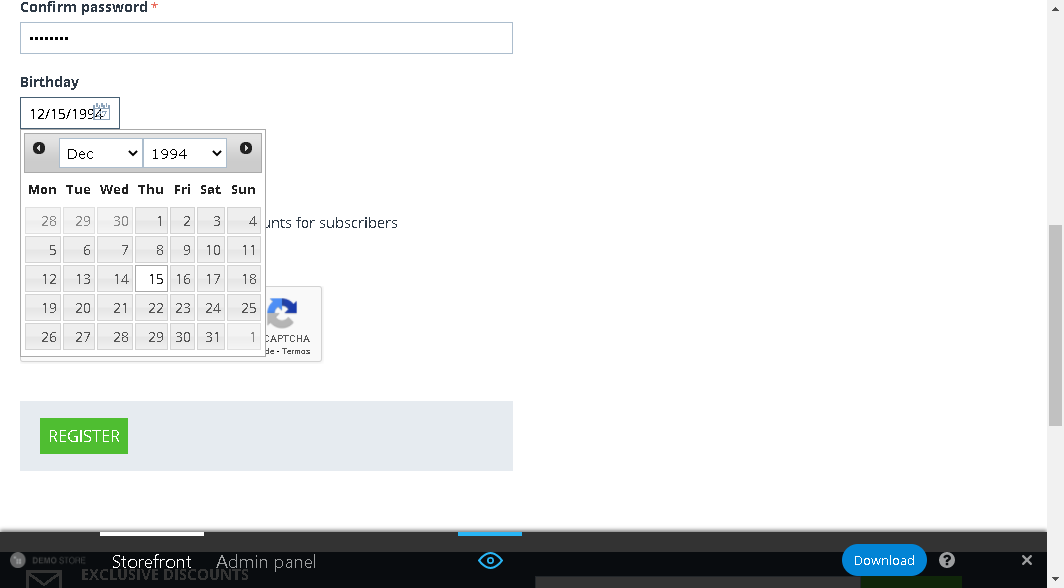 Confirm password *
••••••••
Birthday
12/15/1994
Dec 1994
Mon Tue Wed Thu Fri Sat Sun
28 29 30 1 2 3 4
unts for subscribers
5 6 7 8 9 10 11
12 13 14 15 16 17 18
19 20 21 22 23 24 25
CAPTCHA
26 27 28 29 30 31 1
de - Termos
REGISTER
DEMO STORE Storefront Admin panel Download ?
EXCLUSIVE DISCOUNTS